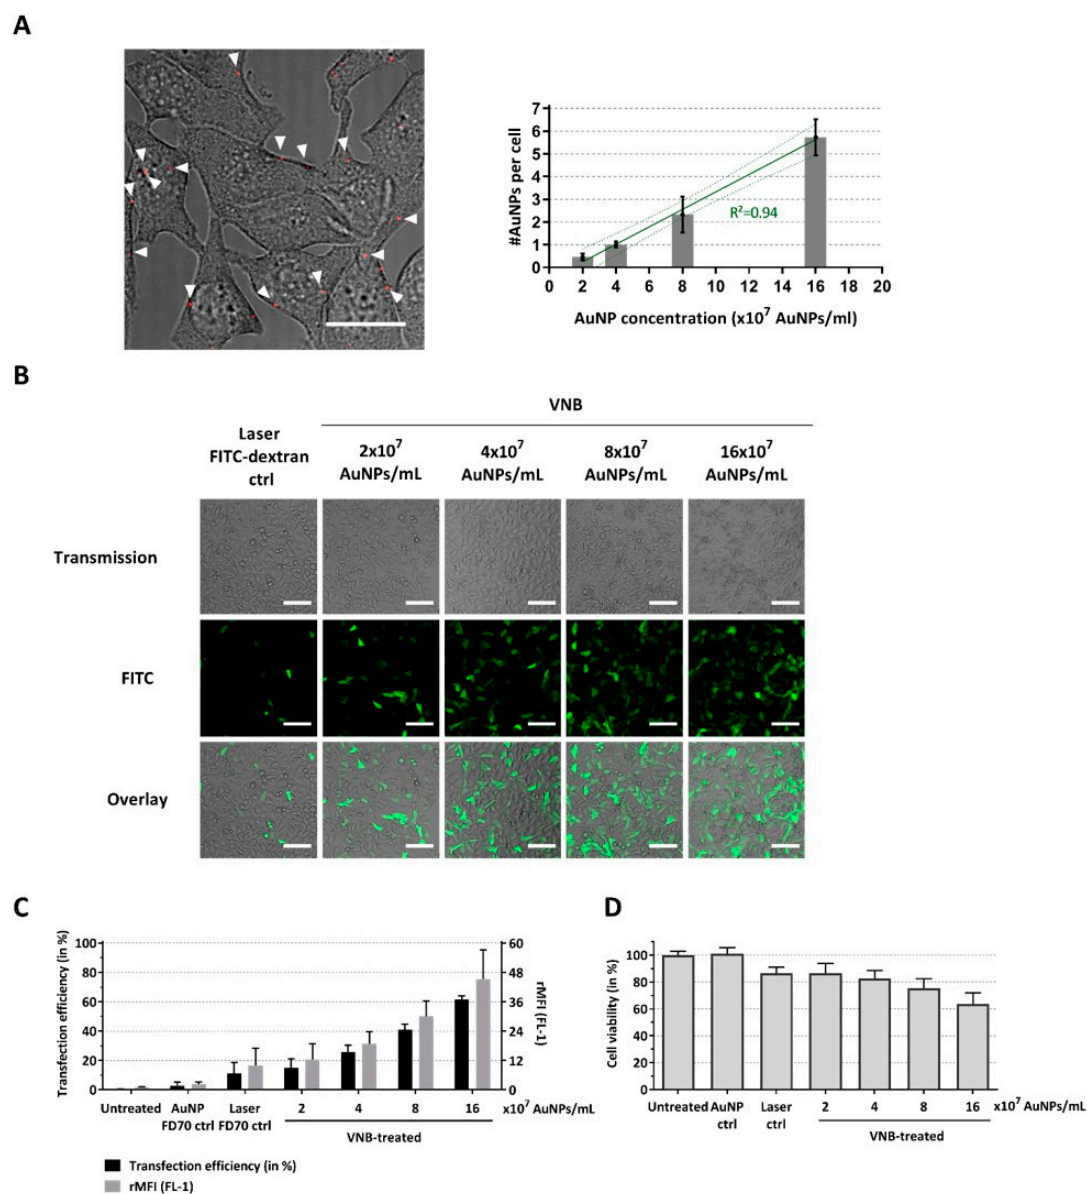 A
#AuNPs per cell
7
6
5
4
3
2
1
0
R²=0.94
0 2 4 6 8 10 12 14 16 18 20
AuNP concentration (x10⁷ AuNPs/ml)
B
VNB
Laser
FITC-dextran
ctrl
2x10⁷
AuNPs/mL
4x10⁷
AuNPs/mL
8x10⁷
AuNPs/mL
16x10⁷
AuNPs/mL
Transmission
FITC
Overlay
C
Transfection efficiency (in %)
100
80
60
40
20
0
60
48
36
24
12
0
rMFI (FL-1)
Untreated
AuNP
FD70 ctrl
Laser
FD70 ctrl
2 4 8 16 x10⁷ AuNPs/mL
VNB-treated
Transfection efficiency (in %)
rMFI (FL-1)
D
Cell viability (in %)
100
80
60
40
20
0
Untreated
AuNP
ctrl
Laser
ctrl
2 4 8 16 x10⁷ AuNPs/mL
VNB-treated